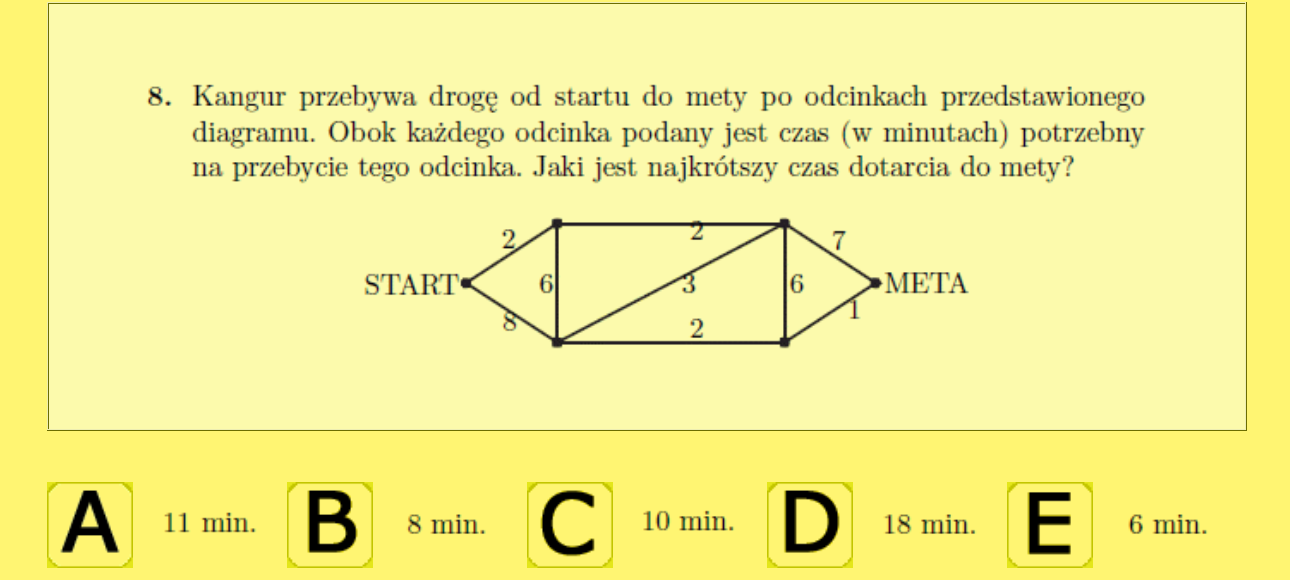 8. Kangur przebywa drogę od startu do mety po odcinkach przedstawionego
diagramu. Obok każdego odcinka podany jest czas (w minutach) potrzebny
na przebycie tego odcinka. Jaki jest najkrótszy czas dotarcia do mety?
2 2 7
START 6 3 6 META
8 2 1
A 11 min. B 8 min. C 10 min. D 18 min. E 6 min.